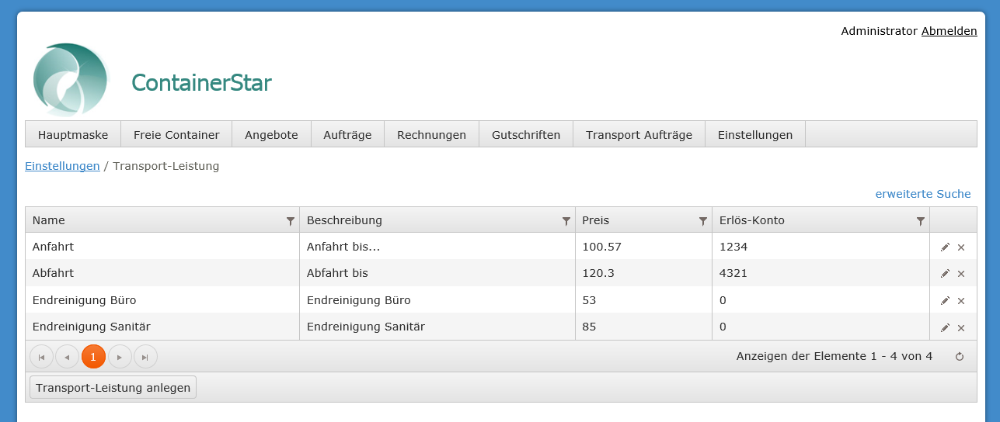 Administrator Abmelden
ContainerStar
Hauptmaske Freie Container Angebote Aufträge Rechnungen Gutschriften Transport Aufträge Einstellungen
Einstellungen / Transport-Leistung
erweiterte Suche
Name Beschreibung Preis Erlös-Konto
Anfahrt Anfahrt bis... 100.57 1234
Abfahrt Abfahrt bis 120.3 4321
Endreinigung Büro Endreinigung Büro 53 0
Endreinigung Sanitär Endreinigung Sanitär 85 0
1 Anzeigen der Elemente 1 - 4 von 4
Transport-Leistung anlegen